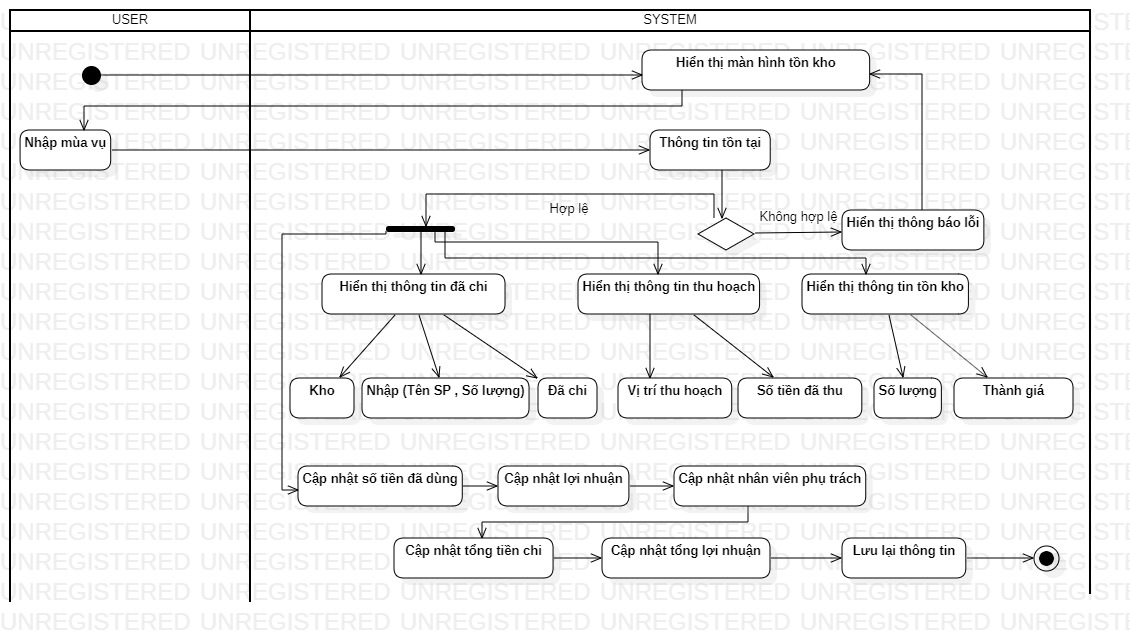 USER
SYSTEM
Hiển thị màn hình tồn kho
Nhập mùa vụ
Thông tin tồn tại
Hợp lệ
Không hợp lệ
Hiển thị thông báo lỗi
Hiển thị thông tin đã chi
Hiển thị thông tin thu hoạch
Hiển thị thông tin tồn kho
Kho
Nhập (Tên SP , Số lượng)
Đã chi
Vị trí thu hoạch
Số tiền đã thu
Số lượng
Thành giá
Cập nhật số tiền đã dùng
Cập nhật lợi nhuận
Cập nhật nhân viên phụ trách
Cập nhật tổng tiền chi
Cập nhật tổng lợi nhuận
Lưu lại thông tin
UNREGISTERED